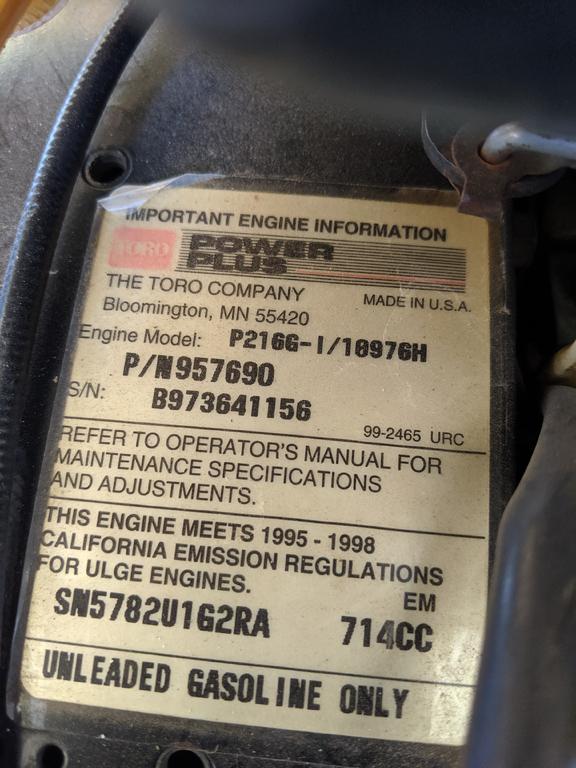 IMPORTANT ENGINE INFORMATION
TORO POWER PLUS
THE TORO COMPANY
MADE IN U.S.A.
Bloomington, MN 55420
Engine Model: P216G-I/10976H
P/N957690
S/N: B973641156
99-2465 URC
REFER TO OPERATOR'S MANUAL FOR
MAINTENANCE SPECIFICATIONS
AND ADJUSTMENTS.
THIS ENGINE MEETS 1995 - 1998
CALIFORNIA EMISSION REGULATIONS
FOR ULGE ENGINES.
EM
SN5782U1G2RA 714CC
UNLEADED GASOLINE ONLY